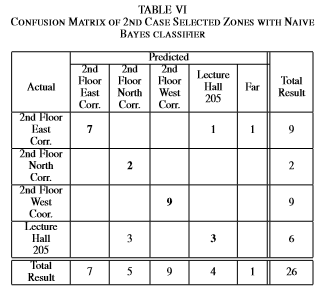 TABLE VI
CONFUSION MATRIX OF 2ND CASE SELECTED ZONES WITH NAIVE
BAYES CLASSIFIER
Predicted
Actual 2nd Floor East Corr. 2nd Floor North Corr. 2nd Floor West Corr. Lecture Hall 205 Far Total Result
2nd Floor East Corr. 7 1 1 9
2nd Floor North Corr. 2 2
2nd Floor West Coor. 9 9
Lecture Hall 205 3 3 6
Total Result 7 5 9 4 1 26